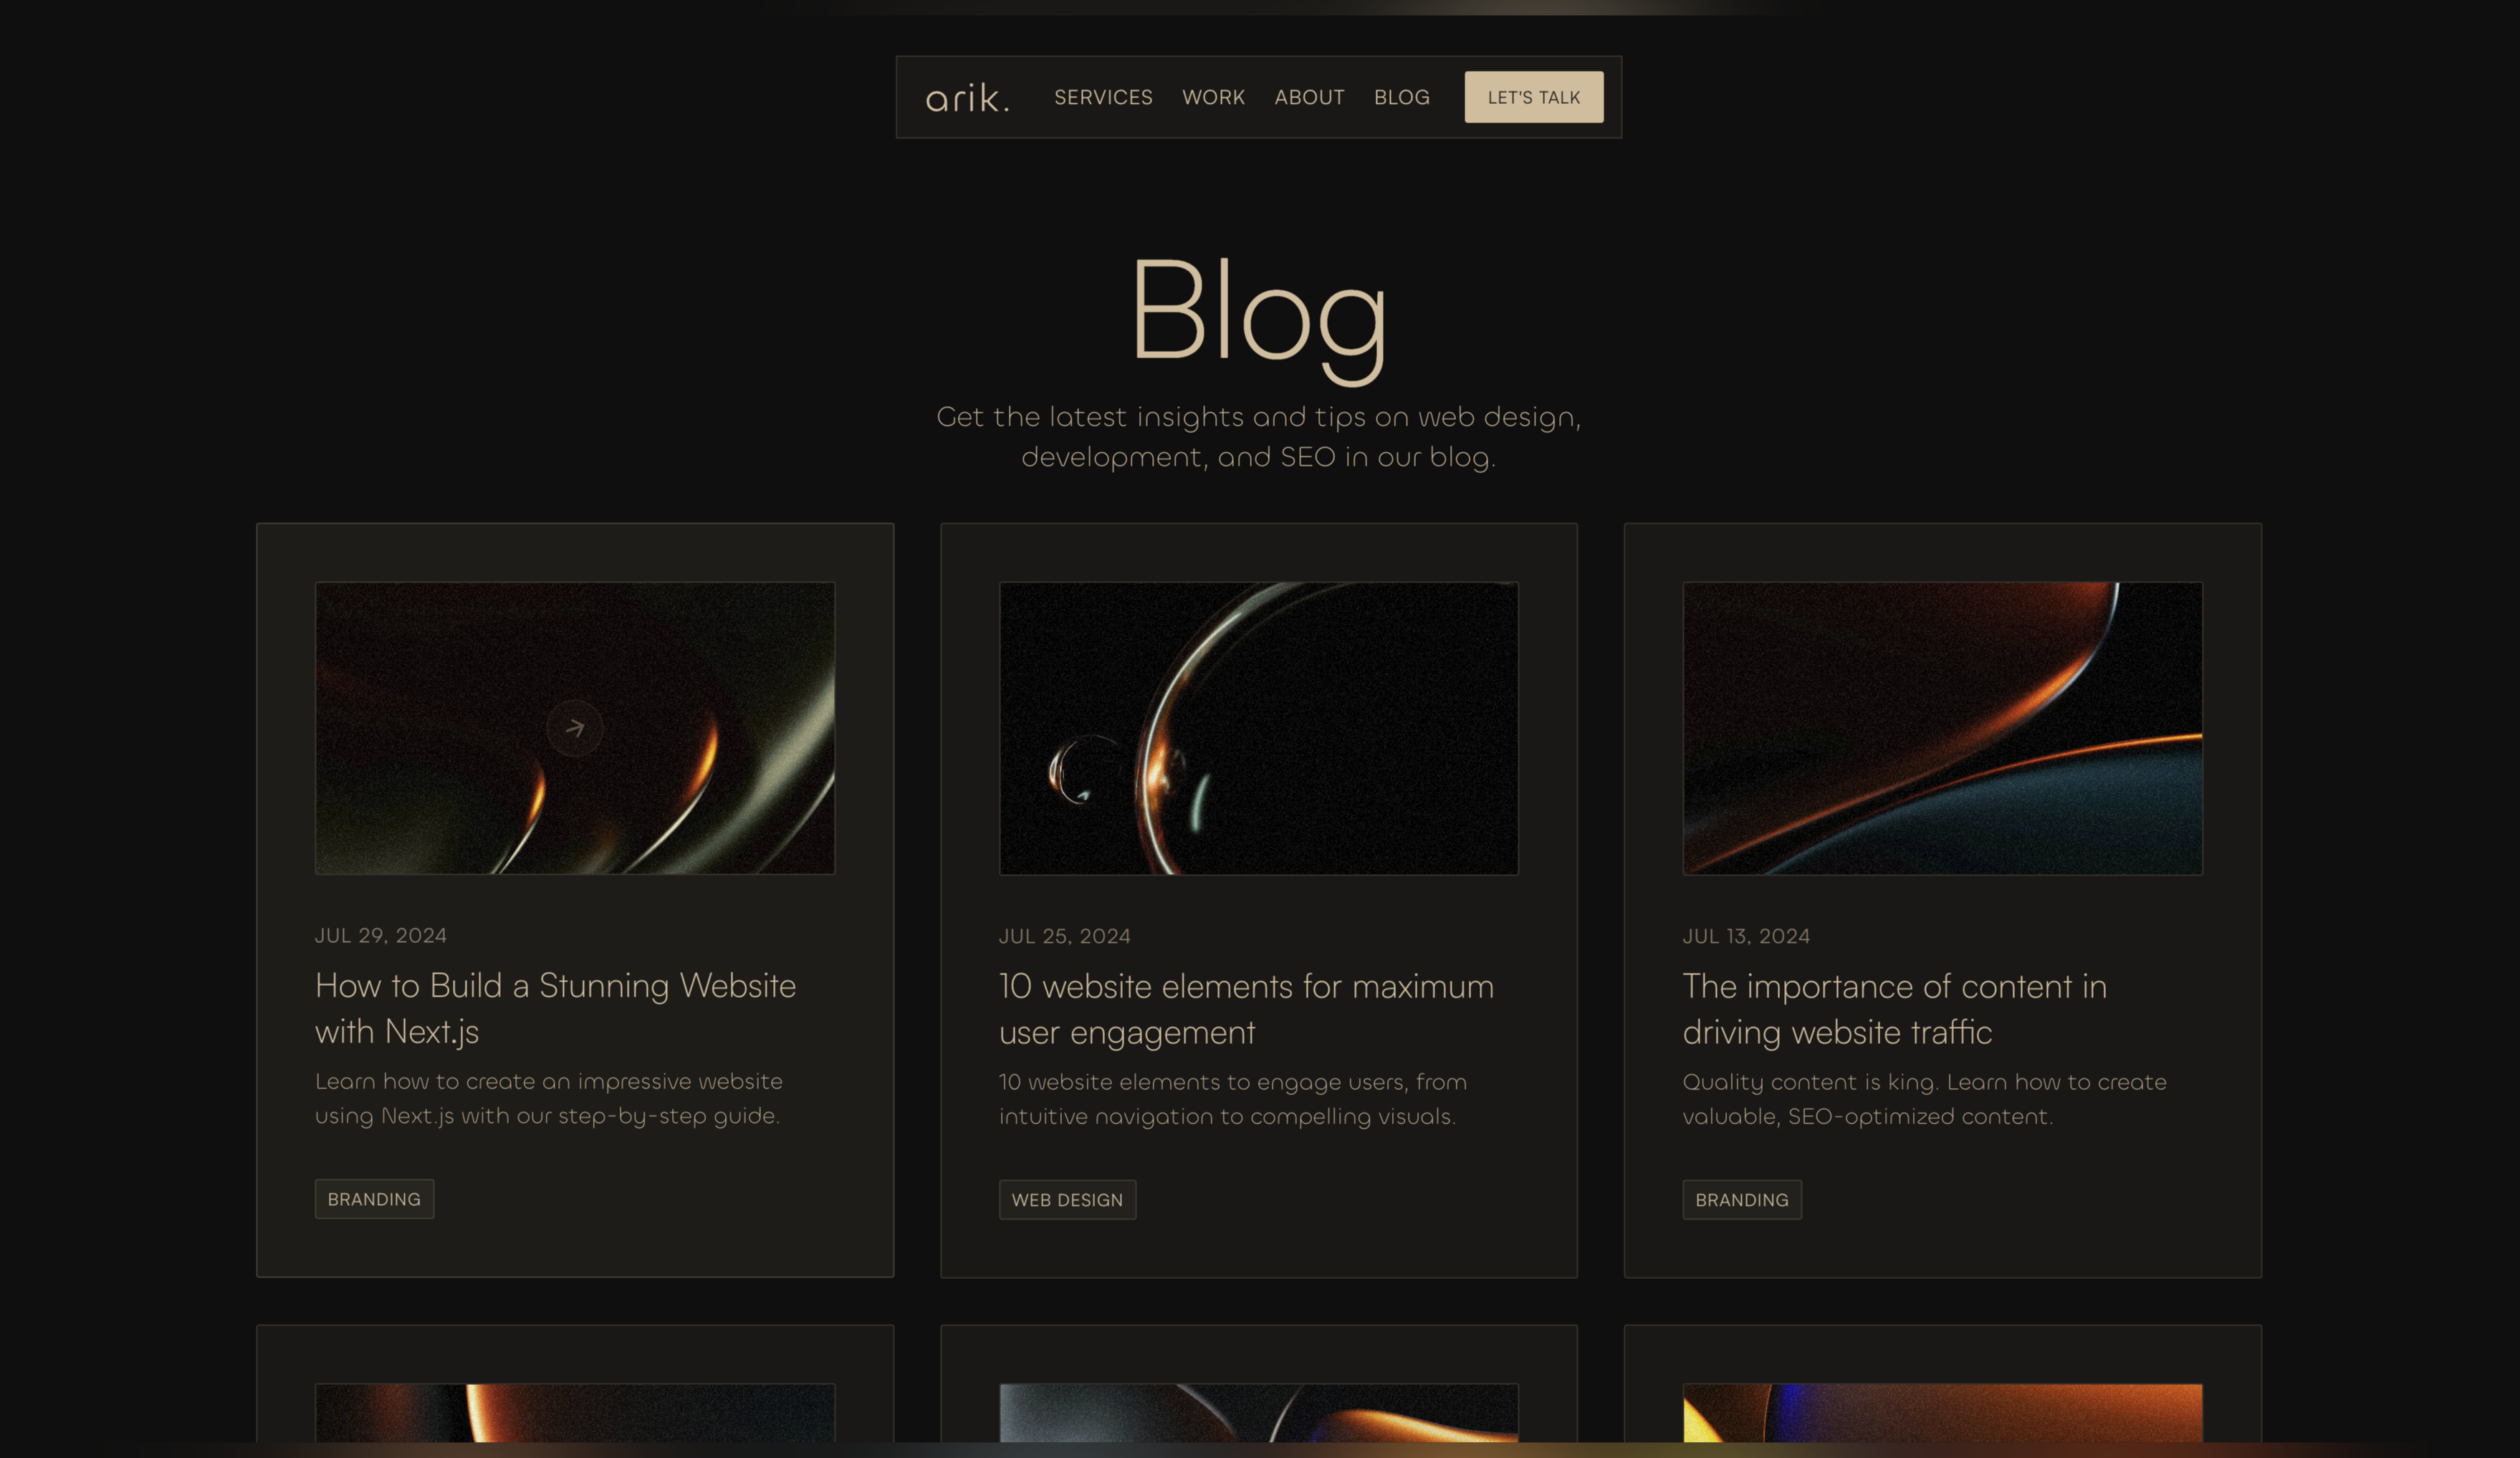 arik. SERVICES WORK ABOUT BLOG LET'S TALK
Blog
Get the latest insights and tips on web design,
development, and SEO in our blog.
JUL 29, 2024
How to Build a Stunning Website
with Next.js
Learn how to create an impressive website
using Next.js with our step-by-step guide.
BRANDING
JUL 25, 2024
10 website elements for maximum
user engagement
10 website elements to engage users, from
intuitive navigation to compelling visuals.
WEB DESIGN
JUL 13, 2024
The importance of content in
driving website traffic
Quality content is king. Learn how to create
valuable, SEO-optimized content.
BRANDING